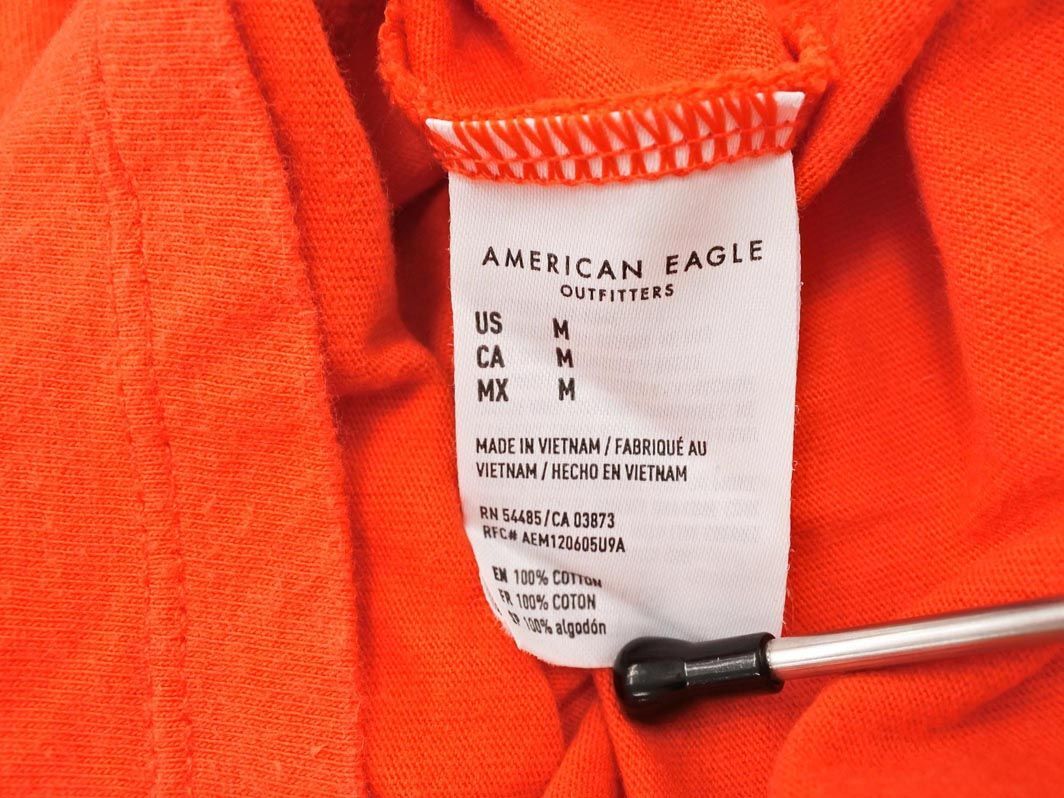 AMERICAN EAGLE
OUTFITTERS
US M
CA M
MX M
MADE IN VIETNAM / FABRIQUÉ AU
VIETNAM / HECHO EN VIETNAM
RN 54485/CA 03873
RFC# AEM120605U9A
EN 100% COTTON
FR 100% COTON
SP 100% algodón